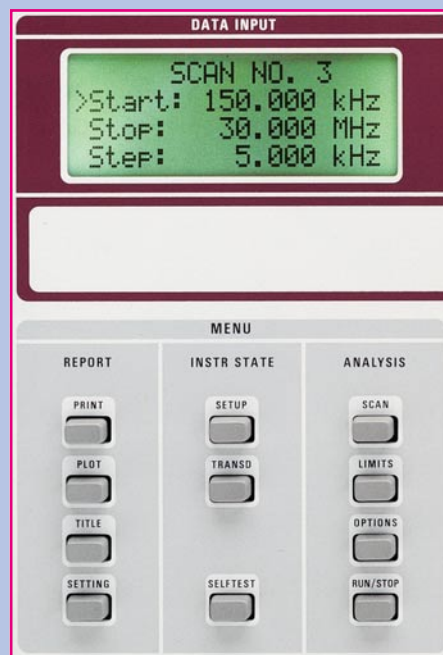 DATA INPUT
SCAN NO. 3
>Start: 150.000 kHz
Stop: 30.000 MHz
Step: 5.000 kHz
MENU
REPORT INSTR STATE ANALYSIS
PRINT SETUP SCAN
PLOT TRANSD LIMITS
TITLE OPTIONS
SETTING SELFTEST RUN/STOP